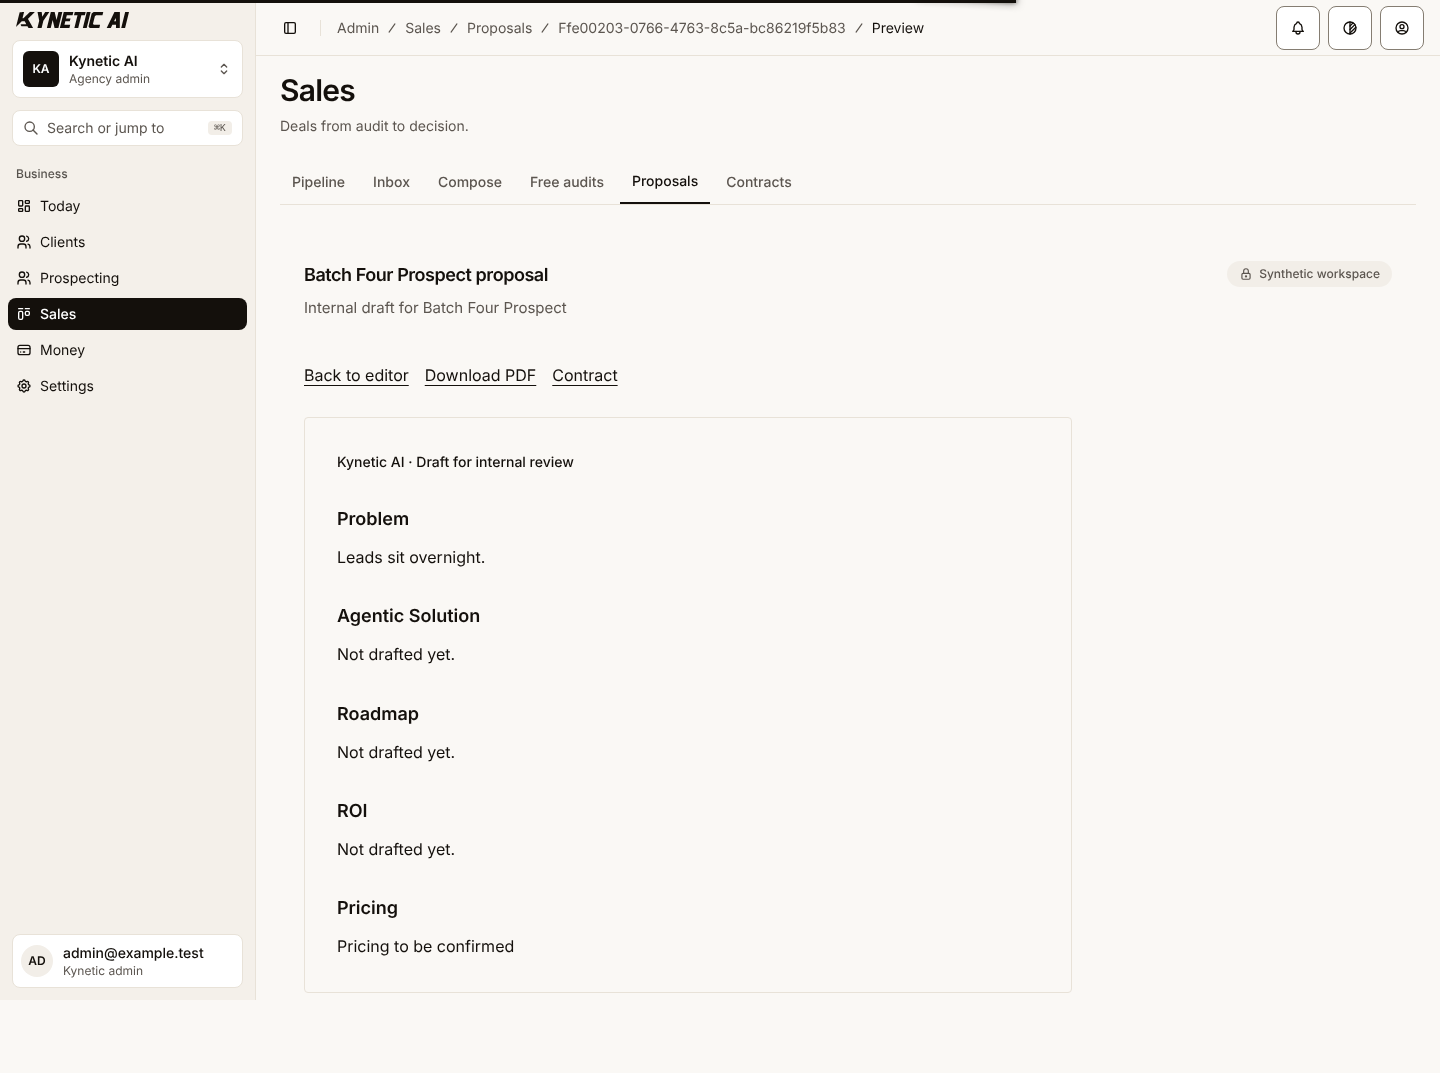 KYNETIC AI
KA
Kynetic AI
Agency admin
Search or jump to
⌘K
Business
Today
Clients
Prospecting
Sales
Money
Settings
AD
admin@example.test
Kynetic admin
Admin / Sales / Proposals / Ffe00203-0766-4763-8c5a-bc86219f5b83 / Preview
Sales
Deals from audit to decision.
Pipeline Inbox Compose Free audits Proposals Contracts
Batch Four Prospect proposal
Synthetic workspace
Internal draft for Batch Four Prospect
Back to editor Download PDF Contract
Kynetic AI · Draft for internal review
Problem
Leads sit overnight.
Agentic Solution
Not drafted yet.
Roadmap
Not drafted yet.
ROI
Not drafted yet.
Pricing
Pricing to be confirmed